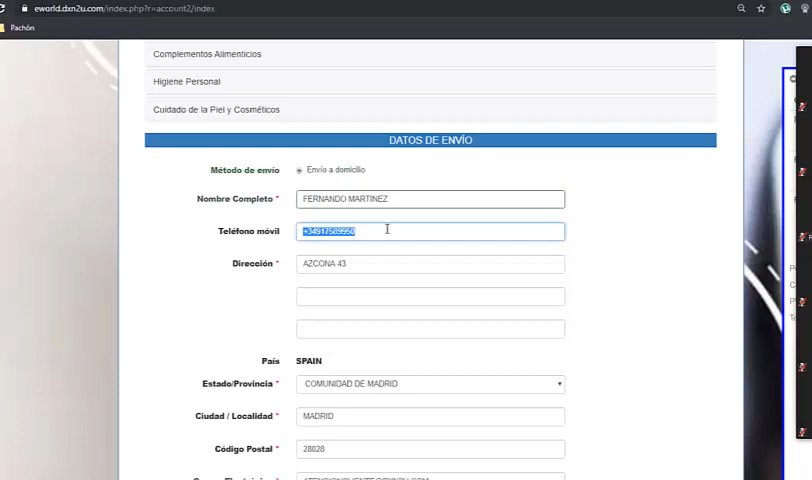 eworld.dxn2u.com/index.php?r=account2/index
Pachón
Complementos Alimenticios
Higiene Personal
Cuidado de la Piel y Cosméticos
DATOS DE ENVÍO
Método de envío Envío a domicilio
Nombre Completo * FERNANDO MARTINEZ
Teléfono móvil
Dirección * AZCONA 43
País SPAIN
Estado/Provincia * COMUNIDAD DE MADRID
Ciudad / Localidad * MADRID
Código Postal * 28028